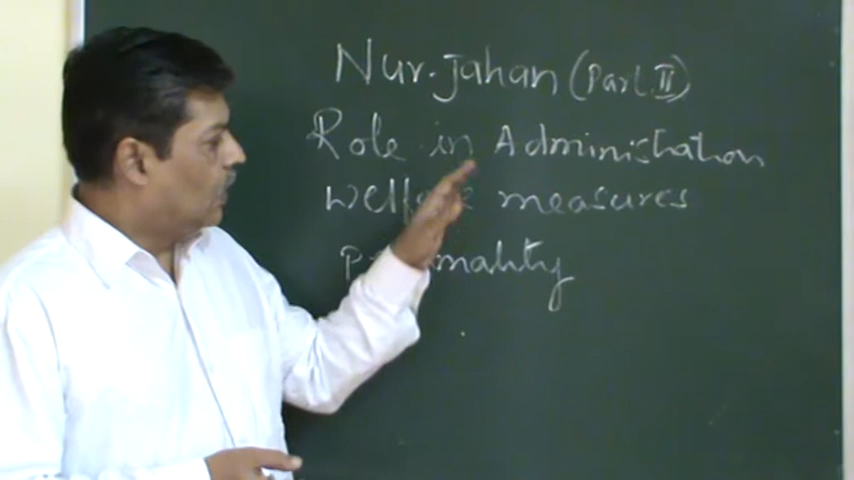 Nur-Jahan (Part II)
Role in Administration
Welfare measures
Personality